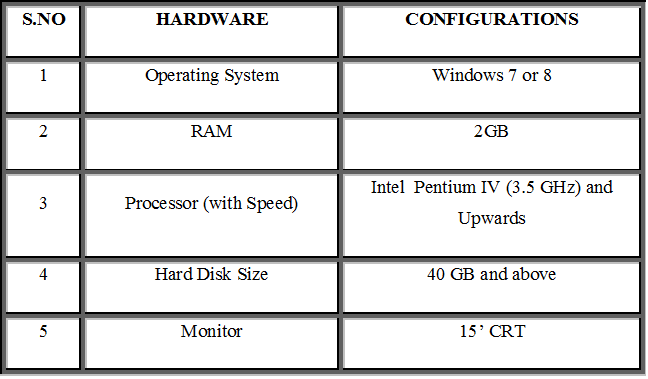 S.NO HARDWARE CONFIGURATIONS
1 Operating System Windows 7 or 8
2 RAM 2GB
3 Processor (with Speed) Intel Pentium IV (3.5 GHz) and
Upwards
4 Hard Disk Size 40 GB and above
5 Monitor 15’ CRT